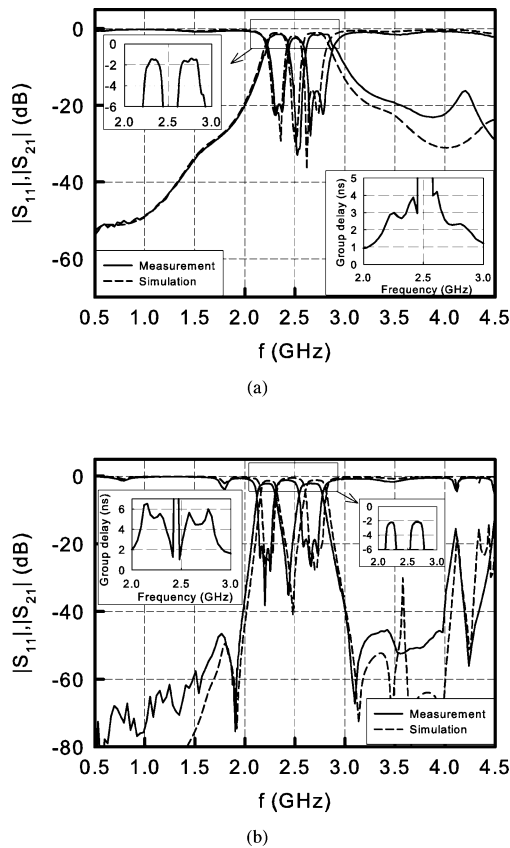 |S11|,|S21| (dB)
0
-20
-40
-60
0
-2
-4
-6
2.0 2.5 3.0
Group delay (ns)
5
4
3
2
1
0
2.0 2.5 3.0
Frequency (GHz)
Measurement
Simulation
0.5 1.0 1.5 2.0 2.5 3.0 3.5 4.0 4.5
f (GHz)
(a)
|S11|,|S21| (dB)
0
-20
-40
-60
-80
Group delay (ns)
6
4
2
0
2.0 2.5 3.0
Frequency (GHz)
0
-2
-4
-6
2.0 2.5 3.0
Measurement
Simulation
0.5 1.0 1.5 2.0 2.5 3.0 3.5 4.0 4.5
f (GHz)
(b)